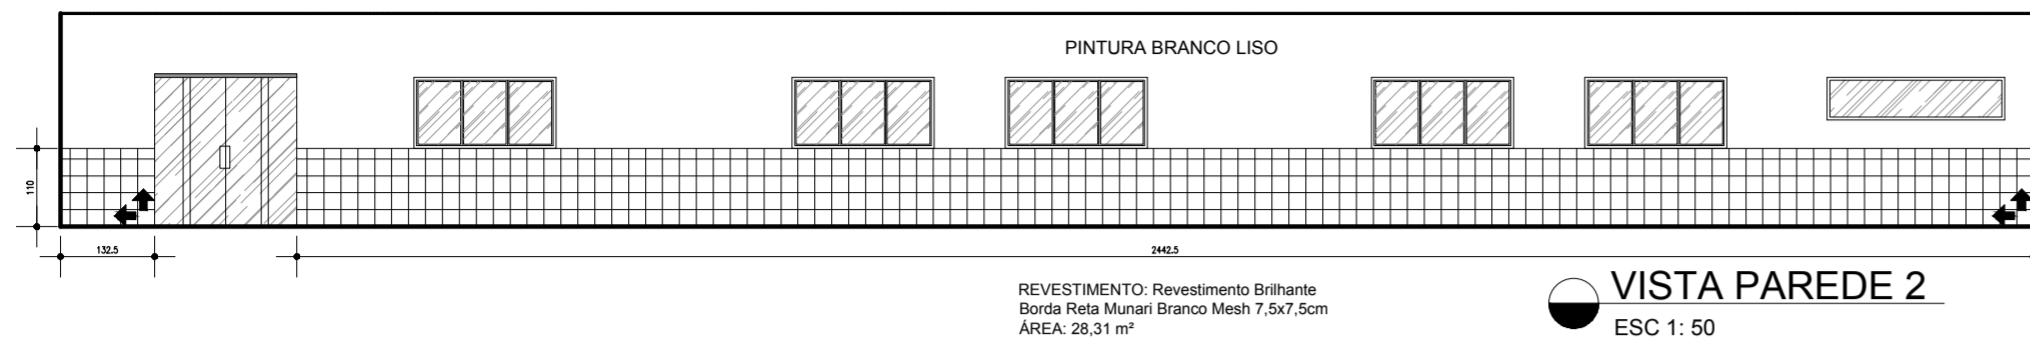 PINTURA BRANCO LISO
110
132.5
2442.5
REVESTIMENTO: Revestimento Brilhante
Borda Reta Munari Branco Mesh 7,5x7,5cm
ÁREA: 28,31 m²
VISTA PAREDE 2
ESC 1: 50